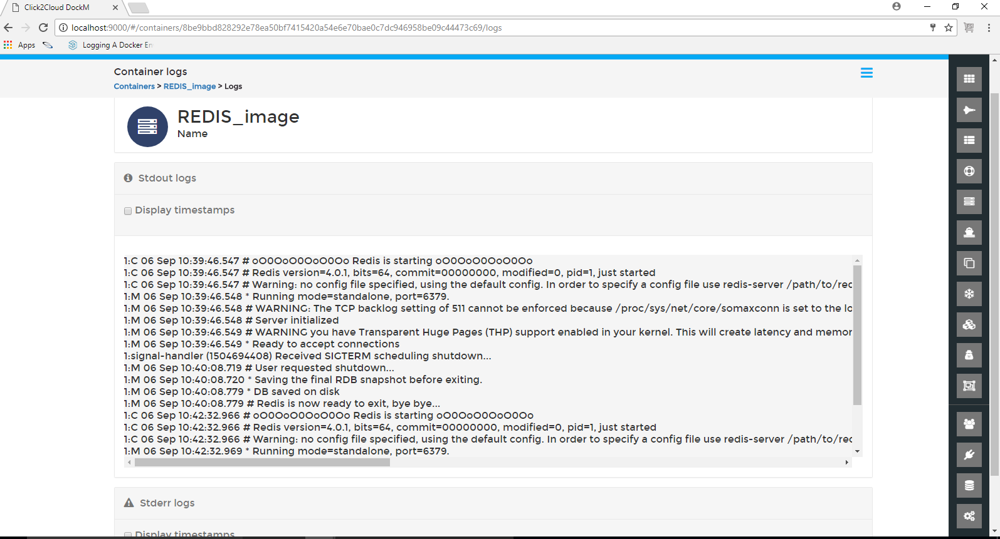 Click2Cloud DockM
localhost:9000/#/containers/8be9bbd828292e78ea50bf7415420a54e6e70bae0c7dc946958be09c44473c69/logs
Apps
Logging A Docker En
Container logs
Containers > REDIS_image > Logs
REDIS_image
Name
Stdout logs
Display timestamps
1:C 06 Sep 10:39:46.547 # oO0OoO0OoO0Oo Redis is starting oO0OoO0OoO0Oo
1:C 06 Sep 10:39:46.547 # Redis version=4.0.1, bits=64, commit=00000000, modified=0, pid=1, just started
1:C 06 Sep 10:39:46.547 # Warning: no config file specified, using the default config. In order to specify a config file use redis-server /path/to/rec
1:M 06 Sep 10:39:46.548 * Running mode=standalone, port=6379.
1:M 06 Sep 10:39:46.548 # WARNING: The TCP backlog setting of 511 cannot be enforced because /proc/sys/net/core/somaxconn is set to the lo
1:M 06 Sep 10:39:46.548 # Server initialized
1:M 06 Sep 10:39:46.549 # WARNING you have Transparent Huge Pages (THP) support enabled in your kernel. This will create latency and memor
1:M 06 Sep 10:39:46.549 * Ready to accept connections
1:signal-handler (1504694408) Received SIGTERM scheduling shutdown...
1:M 06 Sep 10:40:08.719 # User requested shutdown...
1:M 06 Sep 10:40:08.720 * Saving the final RDB snapshot before exiting.
1:M 06 Sep 10:40:08.779 * DB saved on disk
1:M 06 Sep 10:40:08.779 # Redis is now ready to exit, bye bye...
1:C 06 Sep 10:42:32.966 # oO0OoO0OoO0Oo Redis is starting oO0OoO0OoO0Oo
1:C 06 Sep 10:42:32.966 # Redis version=4.0.1, bits=64, commit=00000000, modified=0, pid=1, just started
1:C 06 Sep 10:42:32.966 # Warning: no config file specified, using the default config. In order to specify a config file use redis-server /path/to/rec
1:M 06 Sep 10:42:32.969 * Running mode=standalone, port=6379.
Stderr logs
Display timestamps